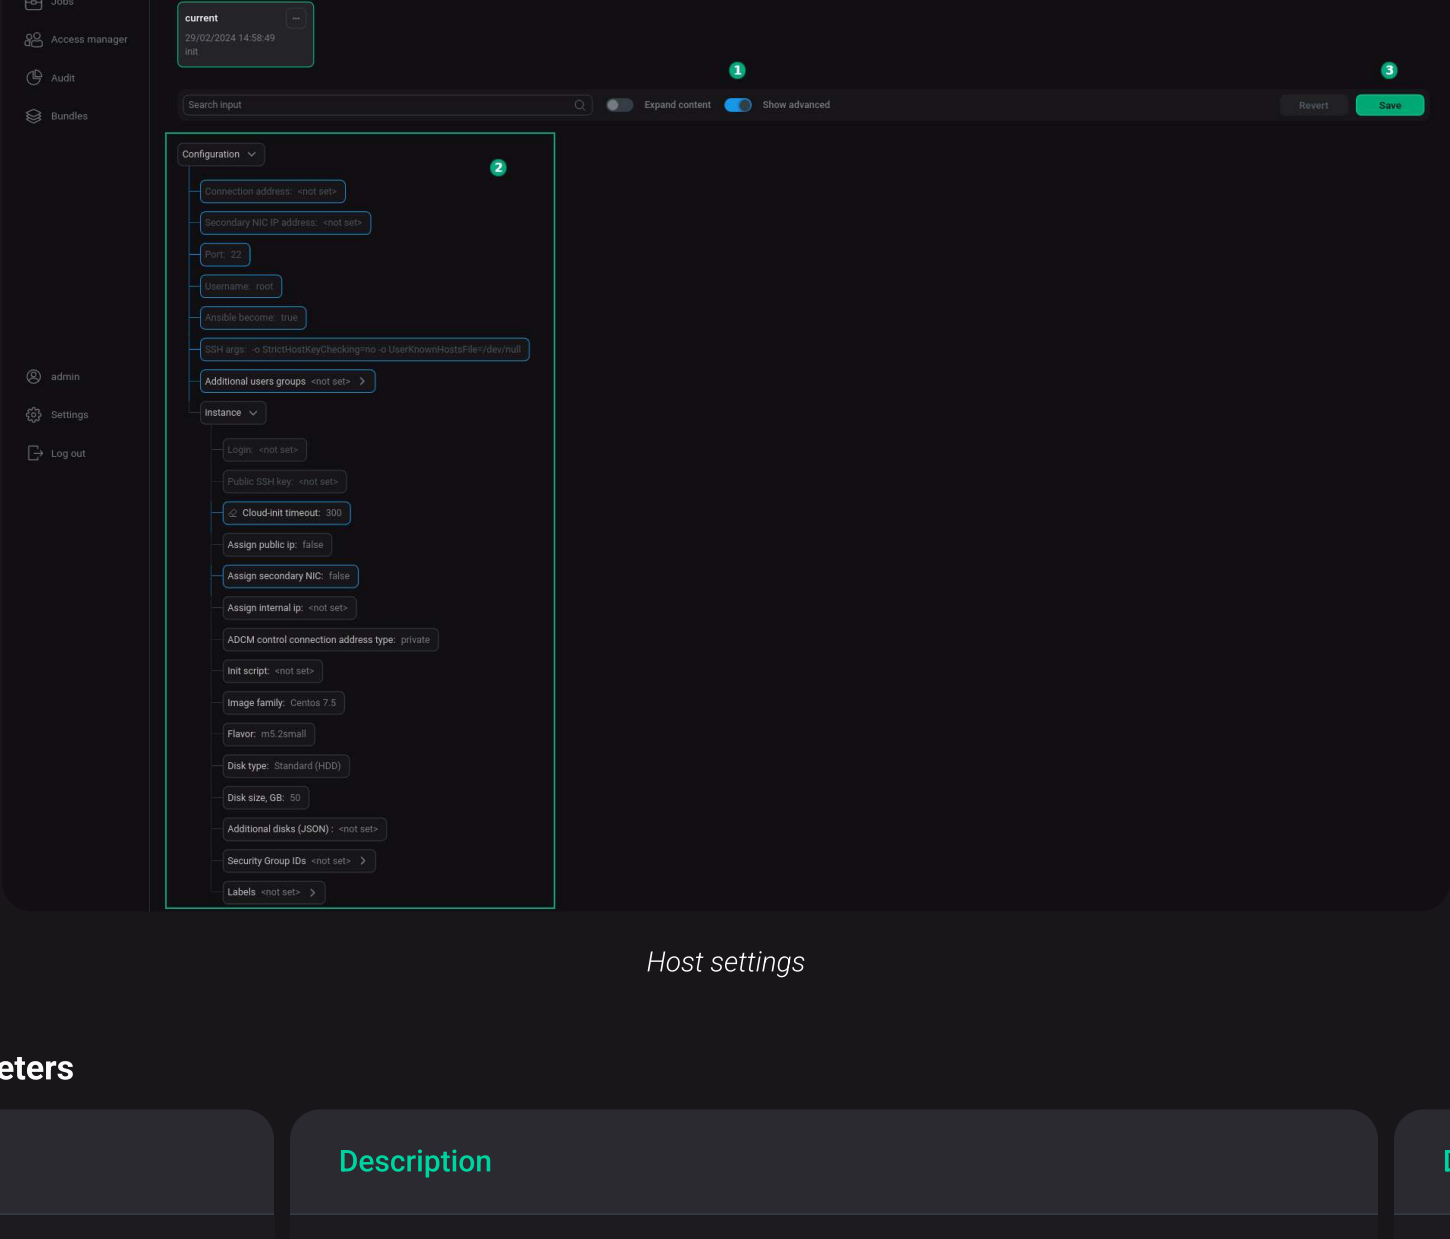 Jobs
Access manager
Audit
Bundles
admin
Settings
Log out
current
29/02/2024 14:58:49
init
1
3
Search input
Expand content
Show advanced
Revert
Save
Configuration
2
Connection address: <not set>
Secondary NIC IP address: <not set>
Port: 22
Username: root
Ansible become: true
SSH args: -o StrictHostKeyChecking=no -o UserKnownHostsFile=/dev/null
Additional users groups <not set>
instance
Login: <not set>
Public SSH key: <not set>
Cloud-init timeout: 300
Assign public ip: false
Assign secondary NIC: false
Assign internal ip: <not set>
ADCM control connection address type: private
Init script: <not set>
Image family: Centos 7.5
Flavor: m5.2small
Disk type: Standard (HDD)
Disk size, GB: 50
Additional disks (JSON) : <not set>
Security Group IDs <not set>
Labels <not set>
Host settings
eters
Description